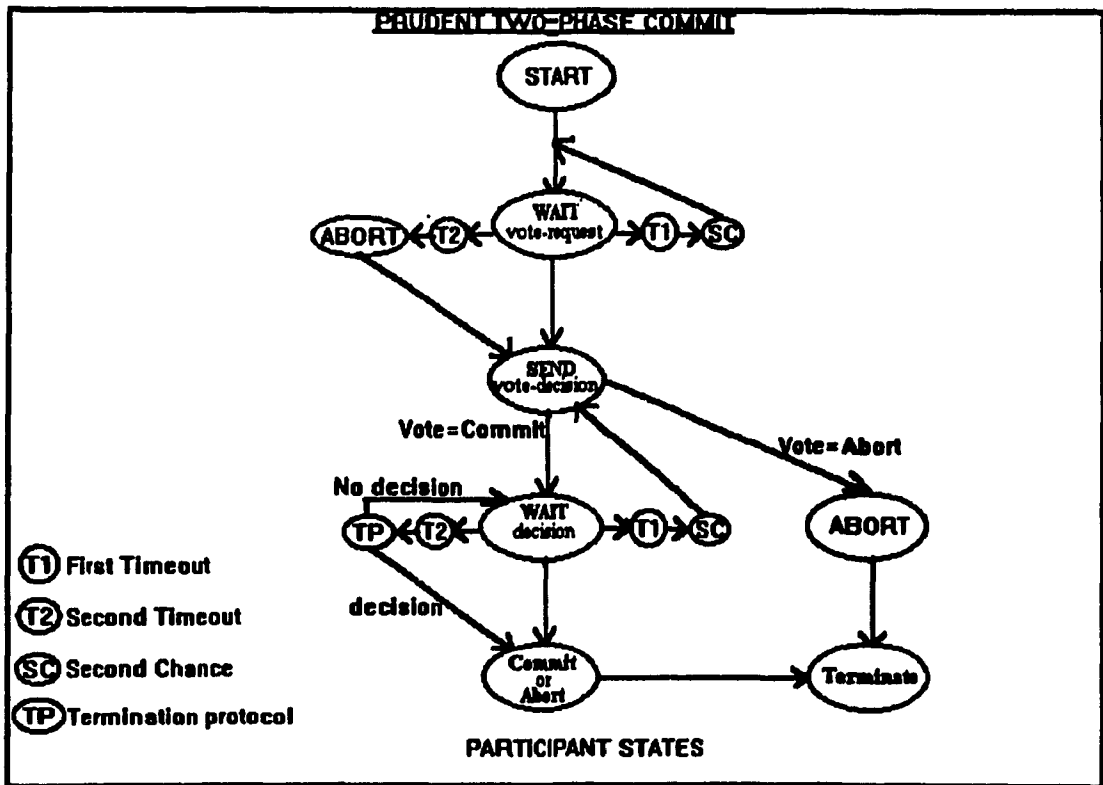 PRUDENT TWO-PHASE COMMIT
START
WAIT
vote-request
ABORT
T2
T1
SC
SEND
vote-decision
Vote=Commit
Vote=Abort
No decision
WAIT
decision
TP
T2
T1
SC
ABORT
T1 First Timeout
decision
T2 Second Timeout
SC Second Chance
Commit
or
Abort
Terminate
TP Termination protocol
PARTICIPANT STATES